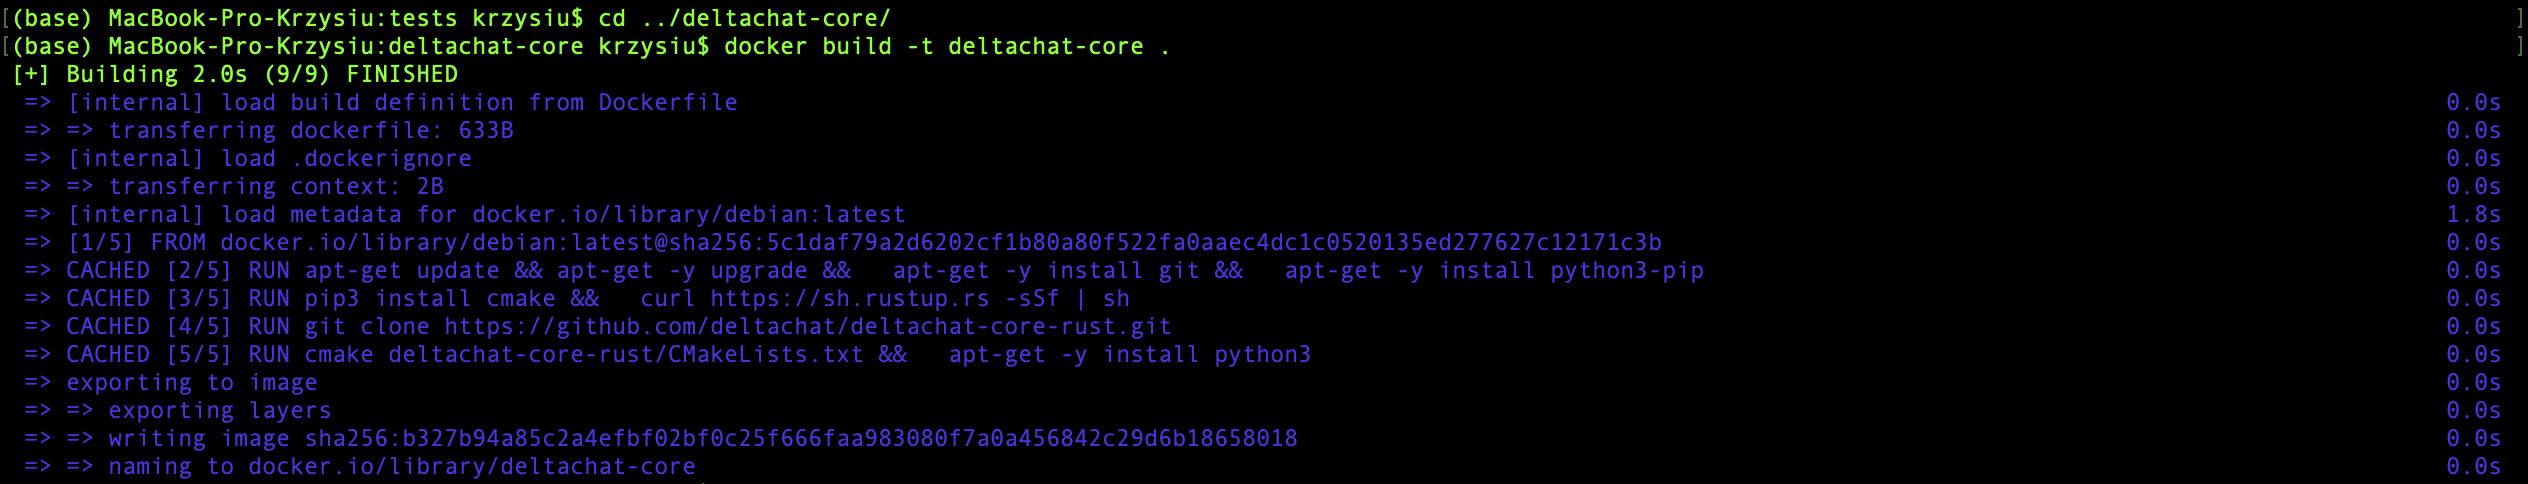 [(base) MacBook-Pro-Krzysiu:tests krzysiu$ cd ../deltachat-core/ ]
[(base) MacBook-Pro-Krzysiu:deltachat-core krzysiu$ docker build -t deltachat-core . ]
[+] Building 2.0s (9/9) FINISHED
=> [internal] load build definition from Dockerfile 0.0s
=> => transferring dockerfile: 633B 0.0s
=> [internal] load .dockerignore 0.0s
=> => transferring context: 2B 0.0s
=> [internal] load metadata for docker.io/library/debian:latest 1.8s
=> [1/5] FROM docker.io/library/debian:latest@sha256:5c1daf79a2d6202cf1b80a80f522fa0aaec4dc1c0520135ed277627c12171c3b 0.0s
=> CACHED [2/5] RUN apt-get update && apt-get -y upgrade &&   apt-get -y install git &&   apt-get -y install python3-pip 0.0s
=> CACHED [3/5] RUN pip3 install cmake &&   curl https://sh.rustup.rs -sSf | sh 0.0s
=> CACHED [4/5] RUN git clone https://github.com/deltachat/deltachat-core-rust.git 0.0s
=> CACHED [5/5] RUN cmake deltachat-core-rust/CMakeLists.txt &&   apt-get -y install python3 0.0s
=> exporting to image 0.0s
=> => exporting layers 0.0s
=> => writing image sha256:b327b94a85c2a4efbf02bf0c25f666faa983080f7a0a456842c29d6b18658018 0.0s
=> => naming to docker.io/library/deltachat-core 0.0s